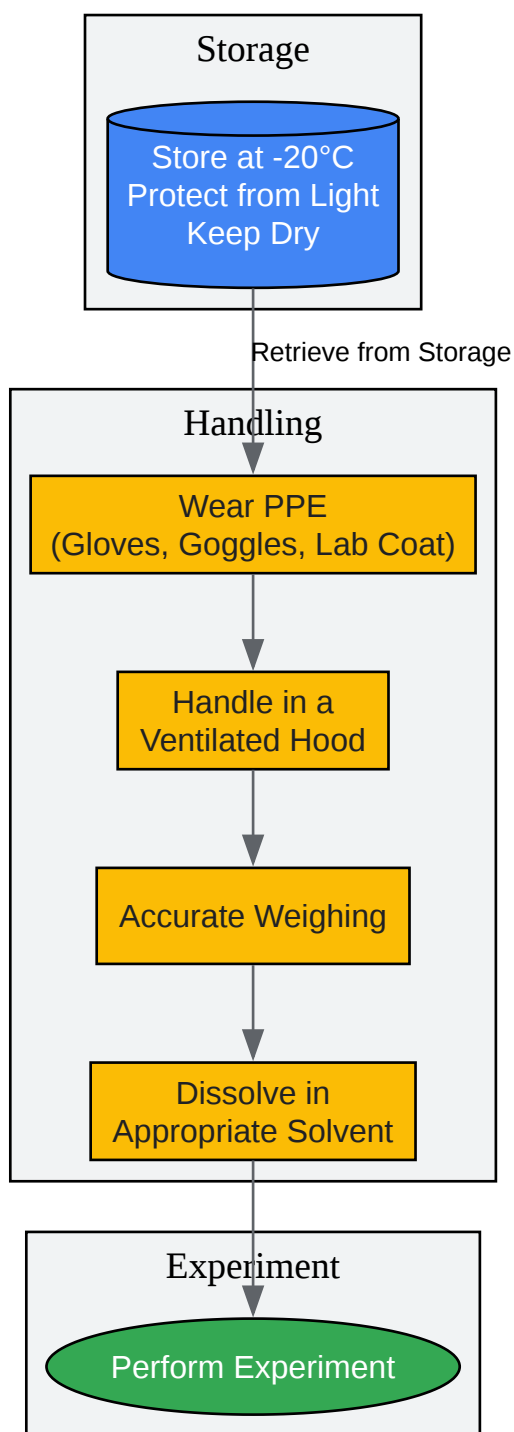 Storage
Store at -20°C
Protect from Light
Keep Dry
Retrieve from Storage
Handling
Wear PPE
(Gloves, Goggles, Lab Coat)
Handle in a
Ventilated Hood
Accurate Weighing
Dissolve in
Appropriate Solvent
Experiment
Perform Experiment